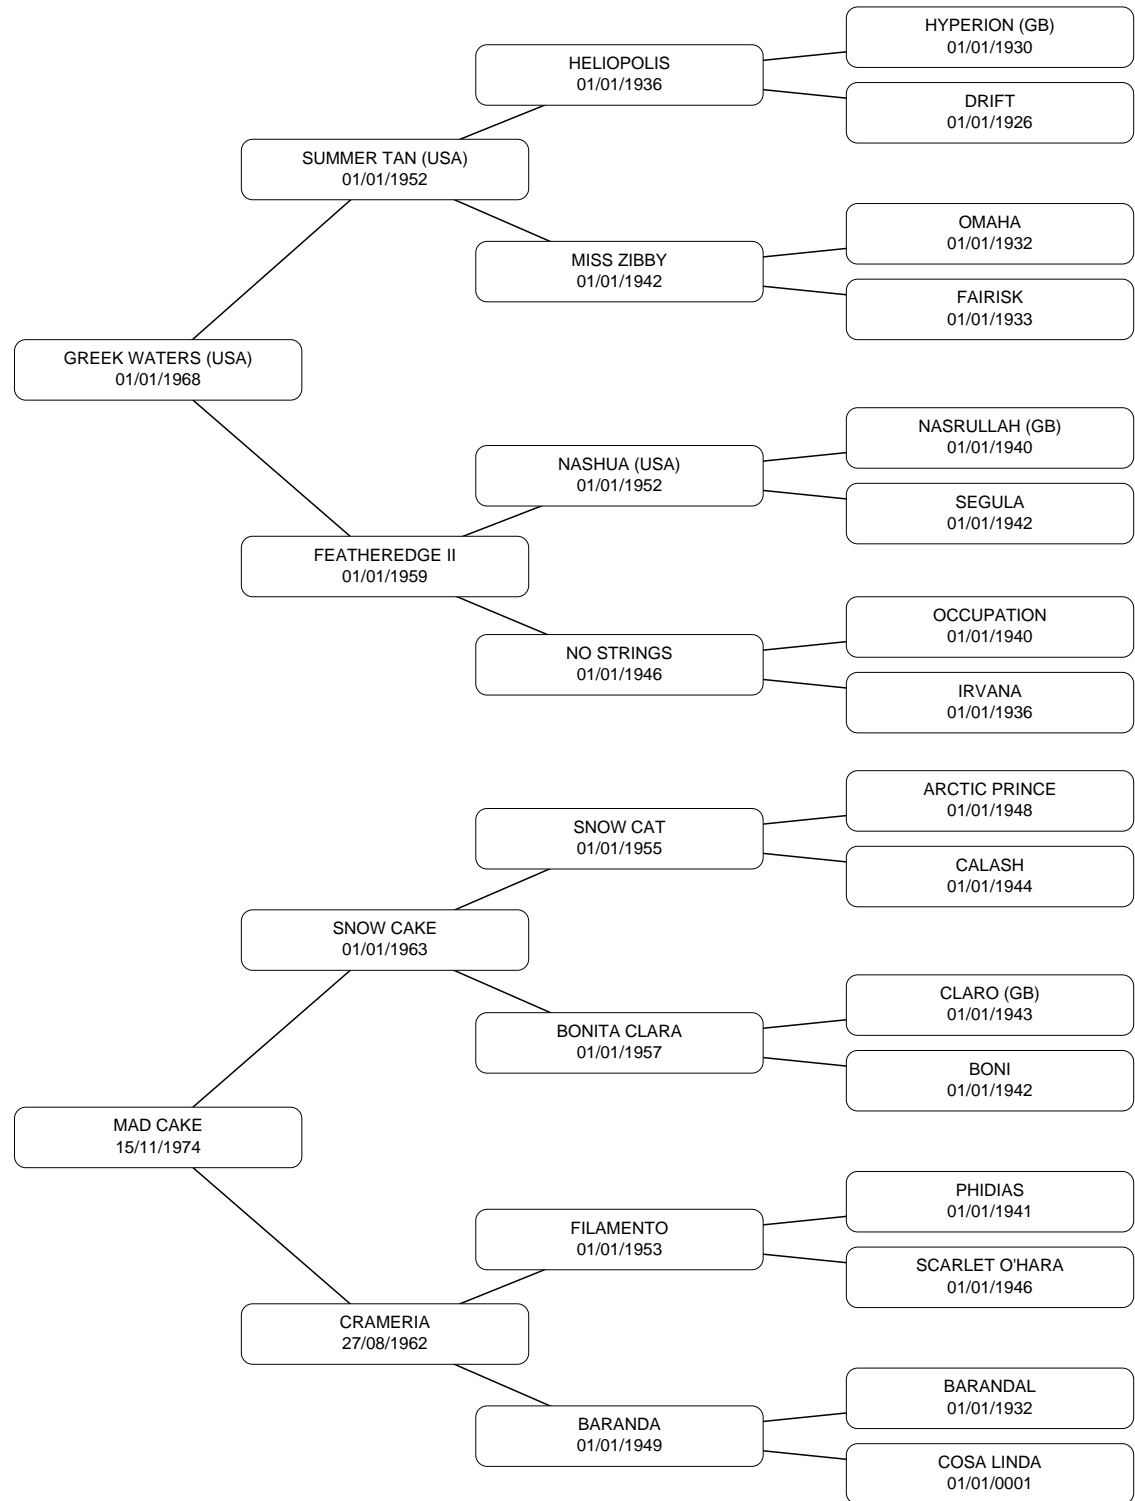 HYPERION (GB)
01/01/1930
HELIOPOLIS
01/01/1936
DRIFT
01/01/1926
SUMMER TAN (USA)
01/01/1952
OMAHA
01/01/1932
MISS ZIBBY
01/01/1942
FAIRISK
01/01/1933
GREEK WATERS (USA)
01/01/1968
NASRULLAH (GB)
01/01/1940
NASHUA (USA)
01/01/1952
SEGULA
01/01/1942
FEATHEREDGE II
01/01/1959
OCCUPATION
01/01/1940
NO STRINGS
01/01/1946
IRVANA
01/01/1936
ARCTIC PRINCE
01/01/1948
SNOW CAT
01/01/1955
CALASH
01/01/1944
SNOW CAKE
01/01/1963
CLARO (GB)
01/01/1943
BONITA CLARA
01/01/1957
BONI
01/01/1942
MAD CAKE
15/11/1974
PHIDIAS
01/01/1941
FILAMENTO
01/01/1953
SCARLET O'HARA
01/01/1946
CRAMERIA
27/08/1962
BARANDAL
01/01/1932
BARANDA
01/01/1949
COSA LINDA
01/01/0001